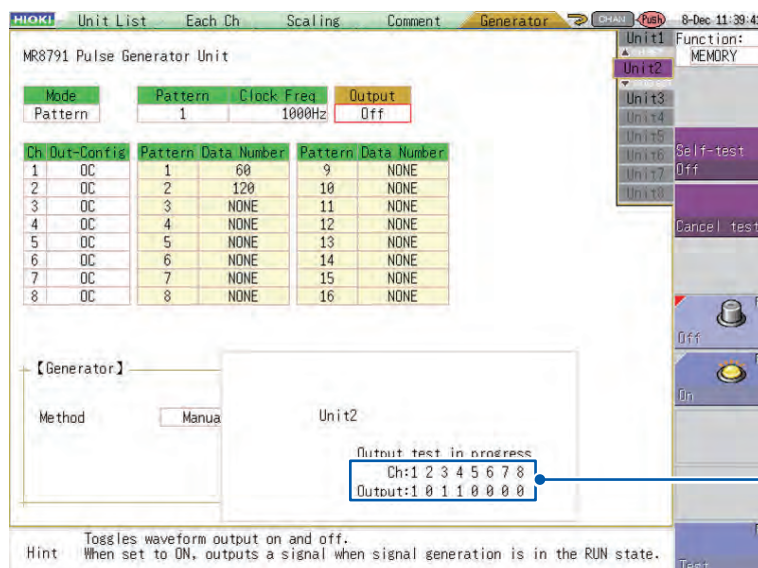 HIOKI Unit List Each Ch Scaling Comment Generator CHAN Push 8-Dec 11:39:41
MR8791 Pulse Generator Unit
Mode Pattern Clock Freq Output
Pattern 1 1000Hz Off
Ch Out-Config Pattern Data Number Pattern Data Number
1 OC 1 60 9 NONE
2 OC 2 120 10 NONE
3 OC 3 NONE 11 NONE
4 OC 4 NONE 12 NONE
5 OC 5 NONE 13 NONE
6 OC 6 NONE 14 NONE
7 OC 7 NONE 15 NONE
8 OC 8 NONE 16 NONE
【Generator】
Method Manua
Unit2
Output test in progress
Ch:1 2 3 4 5 6 7 8
Output:1 0 1 1 0 0 0 0
Hint Toggles waveform output on and off.
When set to ON, outputs a signal when signal generation is in the RUN state.
Unit1
Unit2
Unit3
Unit4
Unit5
Unit6
Unit7
Unit8
Function:
MEMORY
Self-test
Off
Cancel test
Off
On
Test